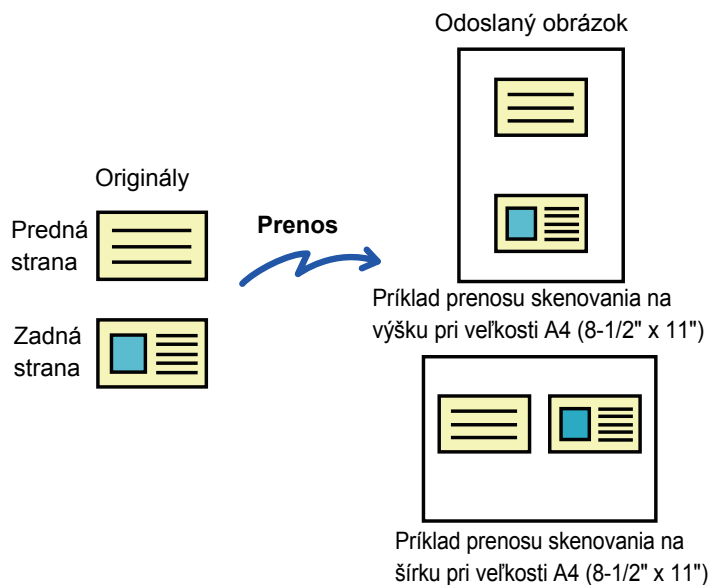 Odoslaný obrázok
Originály
Predná
strana
Prenos
Zadná
strana
Príklad prenosu skenovania na
výšku pri veľkosti A4 (8-1/2" x 11")
Príklad prenosu skenovania na
šírku pri veľkosti A4 (8-1/2" x 11")